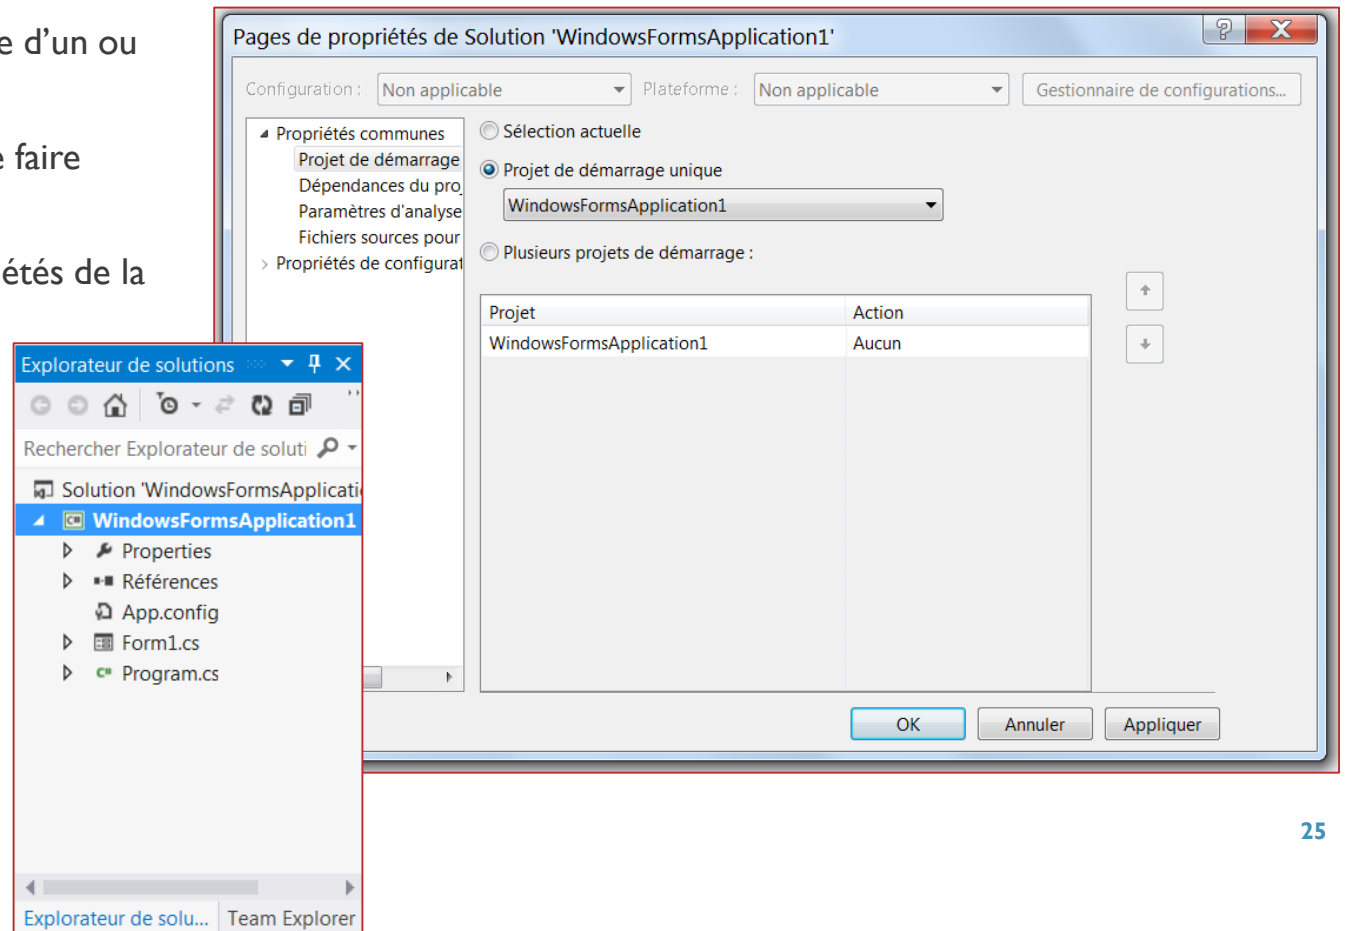 e d’un ou
e faire
étés de la
Pages de propriétés de Solution 'WindowsFormsApplication1'
Configuration : Non applicable Plateforme : Non applicable Gestionnaire de configurations...
Propriétés communes
Projet de démarrage
Dépendances du proj
Paramètres d'analyse
Fichiers sources pour
Propriétés de configurat
Sélection actuelle
Projet de démarrage unique
WindowsFormsApplication1
Plusieurs projets de démarrage :
Projet Action
WindowsFormsApplication1 Aucun
OK Annuler Appliquer
Explorateur de solutions
Rechercher Explorateur de soluti
Solution 'WindowsFormsApplicati
WindowsFormsApplication1
Properties
Références
App.config
Form1.cs
Program.cs
Explorateur de solu... Team Explorer
25